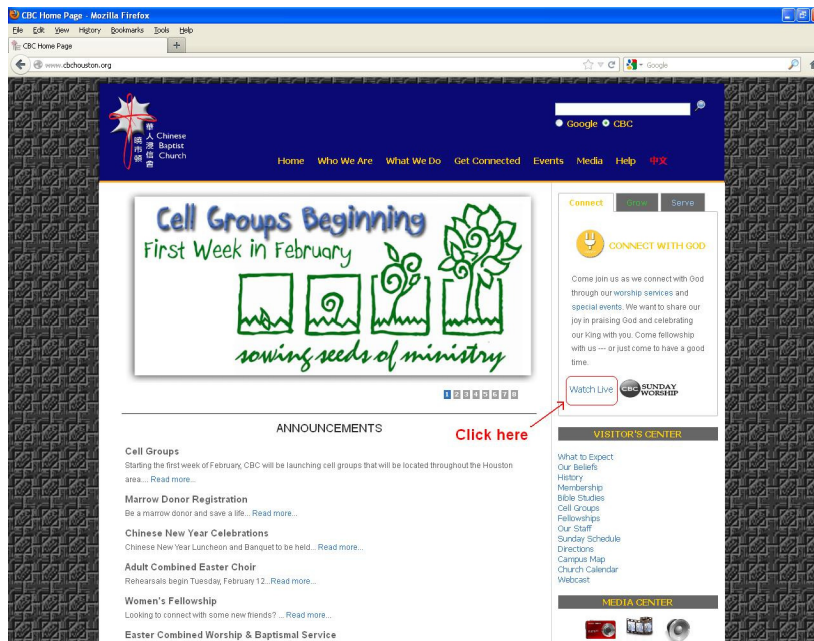 CBC Home Page - Mozilla Firefox
File Edit View History Bookmarks Tools Help
CBC Home Page
www.cbchouston.org
Google
華人浸信會
曉市頓
Chinese
Baptist
Church
Google CBC
Home Who We Are What We Do Get Connected Events Media Help 中文
Cell Groups Beginning
First Week in February
sowing seeds of ministry
1 2 3 4 5 6 7 8
Connect Grow Serve
CONNECT WITH GOD
Come join us as we connect with God
through our worship services and
special events. We want to share our
joy in praising God and celebrating
our King with you. Come fellowship
with us --- or just come to have a good
time.
Watch Live CBC SUNDAY
WORSHIP
Click here
ANNOUNCEMENTS
Cell Groups
Starting the first week of February, CBC will be launching cell groups that will be located throughout the Houston
area.... Read more...
Marrow Donor Registration
Be a marrow donor and save a life... Read more...
Chinese New Year Celebrations
Chinese New Year Luncheon and Banquet to be held... Read more...
Adult Combined Easter Choir
Rehearsals begin Tuesday, February 12...Read more...
Women's Fellowship
Looking to connect with some new friends? ... Read more...
Easter Combined Worship & Baptismal Service
VISITOR'S CENTER
What to Expect
Our Beliefs
History
Membership
Bible Studies
Cell Groups
Fellowships
Our Staff
Sunday Schedule
Directions
Campus Map
Church Calendar
Webcast
MEDIA CENTER